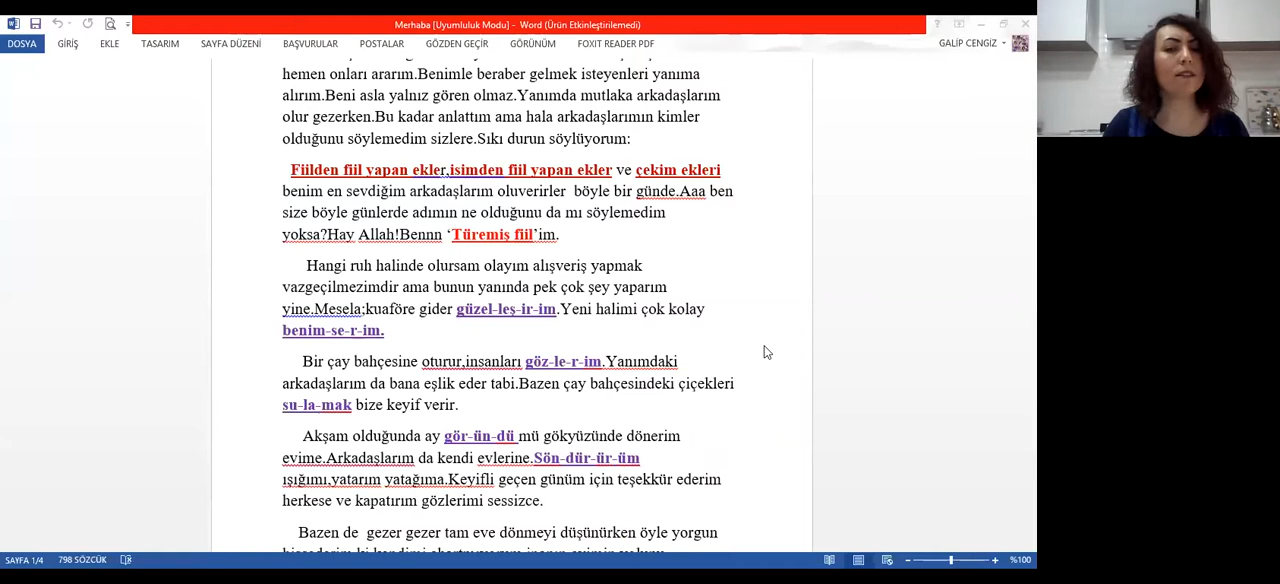 Merhaba [Uyumluluk Modu] - Word (Ürün Etkinleştirilemedi)
DOSYA GİRİŞ EKLE TASARIM SAYFA DÜZENİ BAŞVURULAR POSTALAR GÖZDEN GEÇİR GÖRÜNÜM FOXIT READER PDF GALIP CENGİZ
hemen onları ararım.Benimle beraber gelmek isteyenleri yanıma
alırım.Beni asla yalnız gören olmaz.Yanımda mutlaka arkadaşlarım
olur gezerken.Bu kadar anlattım ama hala arkadaşlarımın kimler
olduğunu söylemedim sizlere.Sıkı durun söylüyorum:
Fiilden fiil yapan ekler,isimden fiil yapan ekler ve çekim ekleri
benim en sevdiğim arkadaşlarım oluverirler böyle bir günde.Aaa ben
size böyle günlerde adımın ne olduğunu da mı söylemedim
yoksa?Hay Allah!Bennn ‘Türemiş fiil’im.
Hangi ruh halinde olursam olayım alışveriş yapmak
vazgeçilmezimdir ama bunun yanında pek çok şey yaparım
yine.Mesela;kuaföre gider güzel-leş-ir-im.Yeni halimi çok kolay
benim-se-r-im.
Bir çay bahçesine oturur,insanları göz-le-r-im.Yanımdaki
arkadaşlarım da bana eşlik eder tabi.Bazen çay bahçesindeki çiçekleri
su-la-mak bize keyif verir.
Akşam olduğunda ay gör-ün-dü mü gökyüzünde dönerim
evime.Arkadaşlarım da kendi evlerine.Sön-dür-ür-üm
ışığımı,yatarım yatağıma.Keyifli geçen günüm için teşekkür ederim
herkese ve kapatırım gözlerimi sessizce.
Bazen de gezer gezer tam eve dönmeyi düşünürken öyle yorgun
SAYFA 1/4 798 SÖZCÜK %100